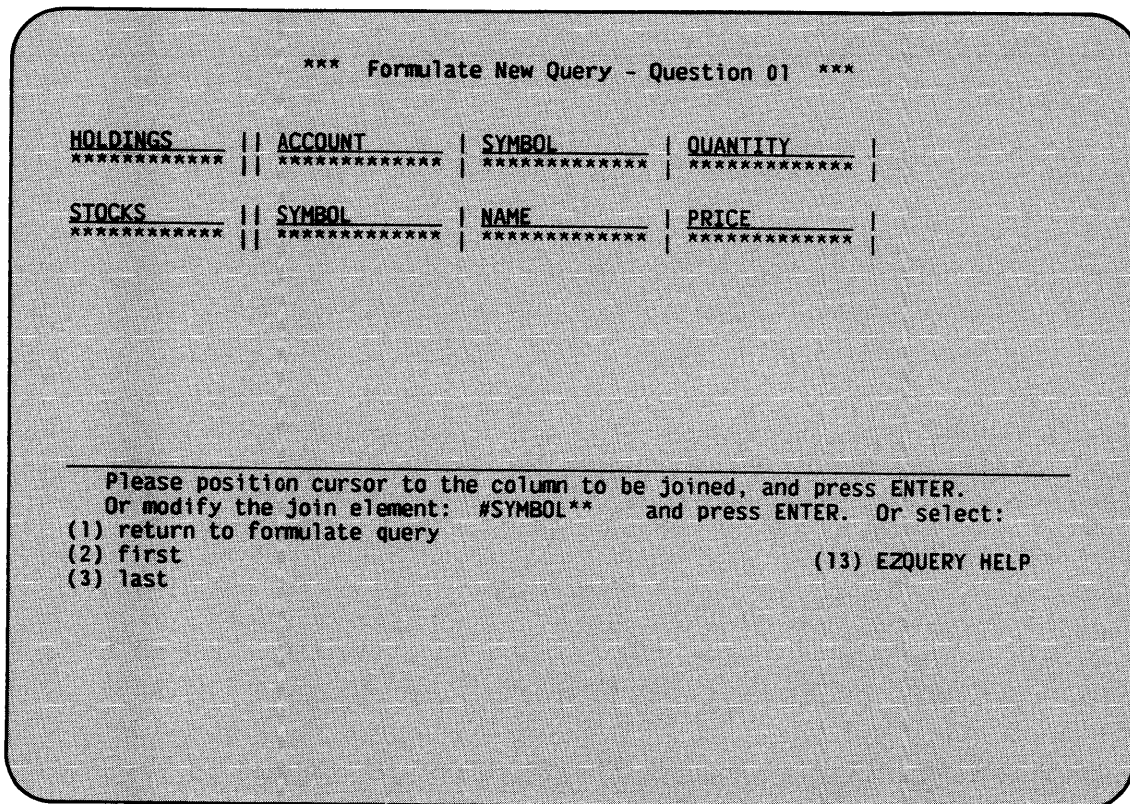 *** Formulate New Query - Question 01 ***
HOLDINGS || ACCOUNT | SYMBOL | QUANTITY |
************ || ************* | ************* | ************* |
STOCKS || SYMBOL | NAME | PRICE |
************ || ************* | ************* | ************* |
Please position cursor to the column to be joined, and press ENTER.
Or modify the join element: #SYMBOL** and press ENTER. Or select:
(1) return to formulate query
(2) first (13) EZQUERY HELP
(3) last